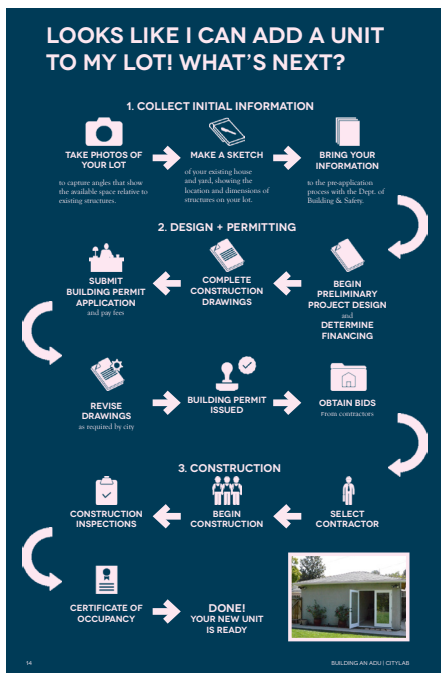 LOOKS LIKE I CAN ADD A UNIT
TO MY LOT! WHAT'S NEXT?
1. COLLECT INITIAL INFORMATION
TAKE PHOTOS OF
YOUR LOT
to capture angles that show
the available space relative to
existing structures.
MAKE A SKETCH
of your existing house
and yard, showing the
location and dimensions of
structures on your lot.
BRING YOUR
INFORMATION
to the pre-application
process with the Dept. of
Building & Safety.
2. DESIGN + PERMITTING
BEGIN
PRELIMINARY
PROJECT DESIGN
and
DETERMINE
FINANCING
COMPLETE
CONSTRUCTION
DRAWINGS
SUBMIT
BUILDING PERMIT
APPLICATION
and pay fees
REVISE
DRAWINGS
as required by city
BUILDING PERMIT
ISSUED
OBTAIN BIDS
From contractors
3. CONSTRUCTION
SELECT
CONTRACTOR
BEGIN
CONSTRUCTION
CONSTRUCTION
INSPECTIONS
CERTIFICATE OF
OCCUPANCY
DONE!
YOUR NEW UNIT
IS READY
14
BUILDING AN ADU | CITYLAB